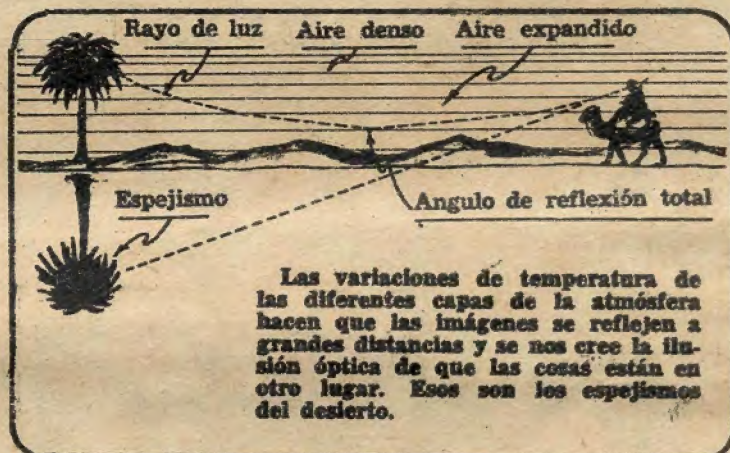 Rayo de luz
Aire denso
Aire expandido
Espejismo
Angulo de reflexión total
Las variaciones de temperatura de
las diferentes capas de la atmósfera
hacen que las imágenes se reflejen a
grandes distancias y se nos cree la ilu-
sión óptica de que las cosas están en
otro lugar. Esos son los espejismos
del desierto.